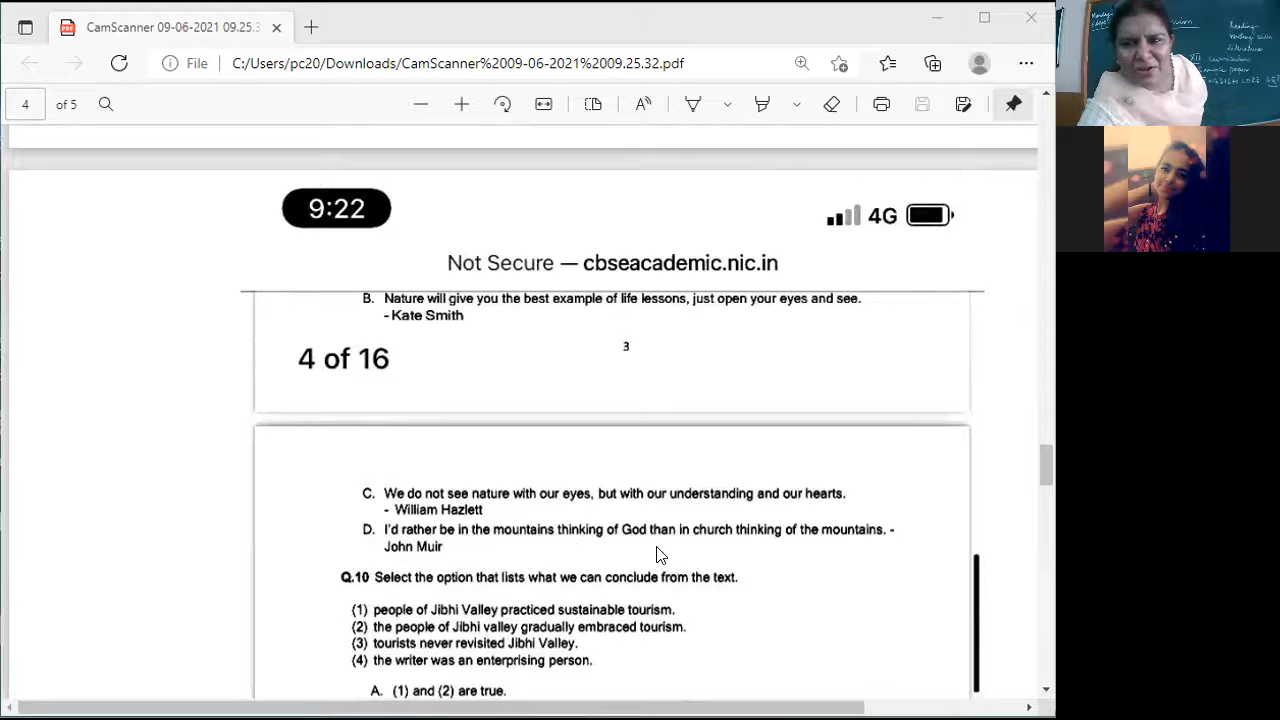 CamScanner 09-06-2021 09.25.3
File C:/Users/pc20/Downloads/CamScanner%2009-06-2021%2009.25.32.pdf
4 of 5
9:22 4G
Not Secure — cbseacademic.nic.in
B. Nature will give you the best example of life lessons, just open your eyes and see.
- Kate Smith
3
4 of 16
C. We do not see nature with our eyes, but with our understanding and our hearts.
- William Hazlett
D. I'd rather be in the mountains thinking of God than in church thinking of the mountains. -
John Muir
Q.10 Select the option that lists what we can conclude from the text.
(1) people of Jibhi Valley practiced sustainable tourism.
(2) the people of Jibhi valley gradually embraced tourism.
(3) tourists never revisited Jibhi Valley.
(4) the writer was an enterprising person.
A. (1) and (2) are true.
Reading
Literature
XII